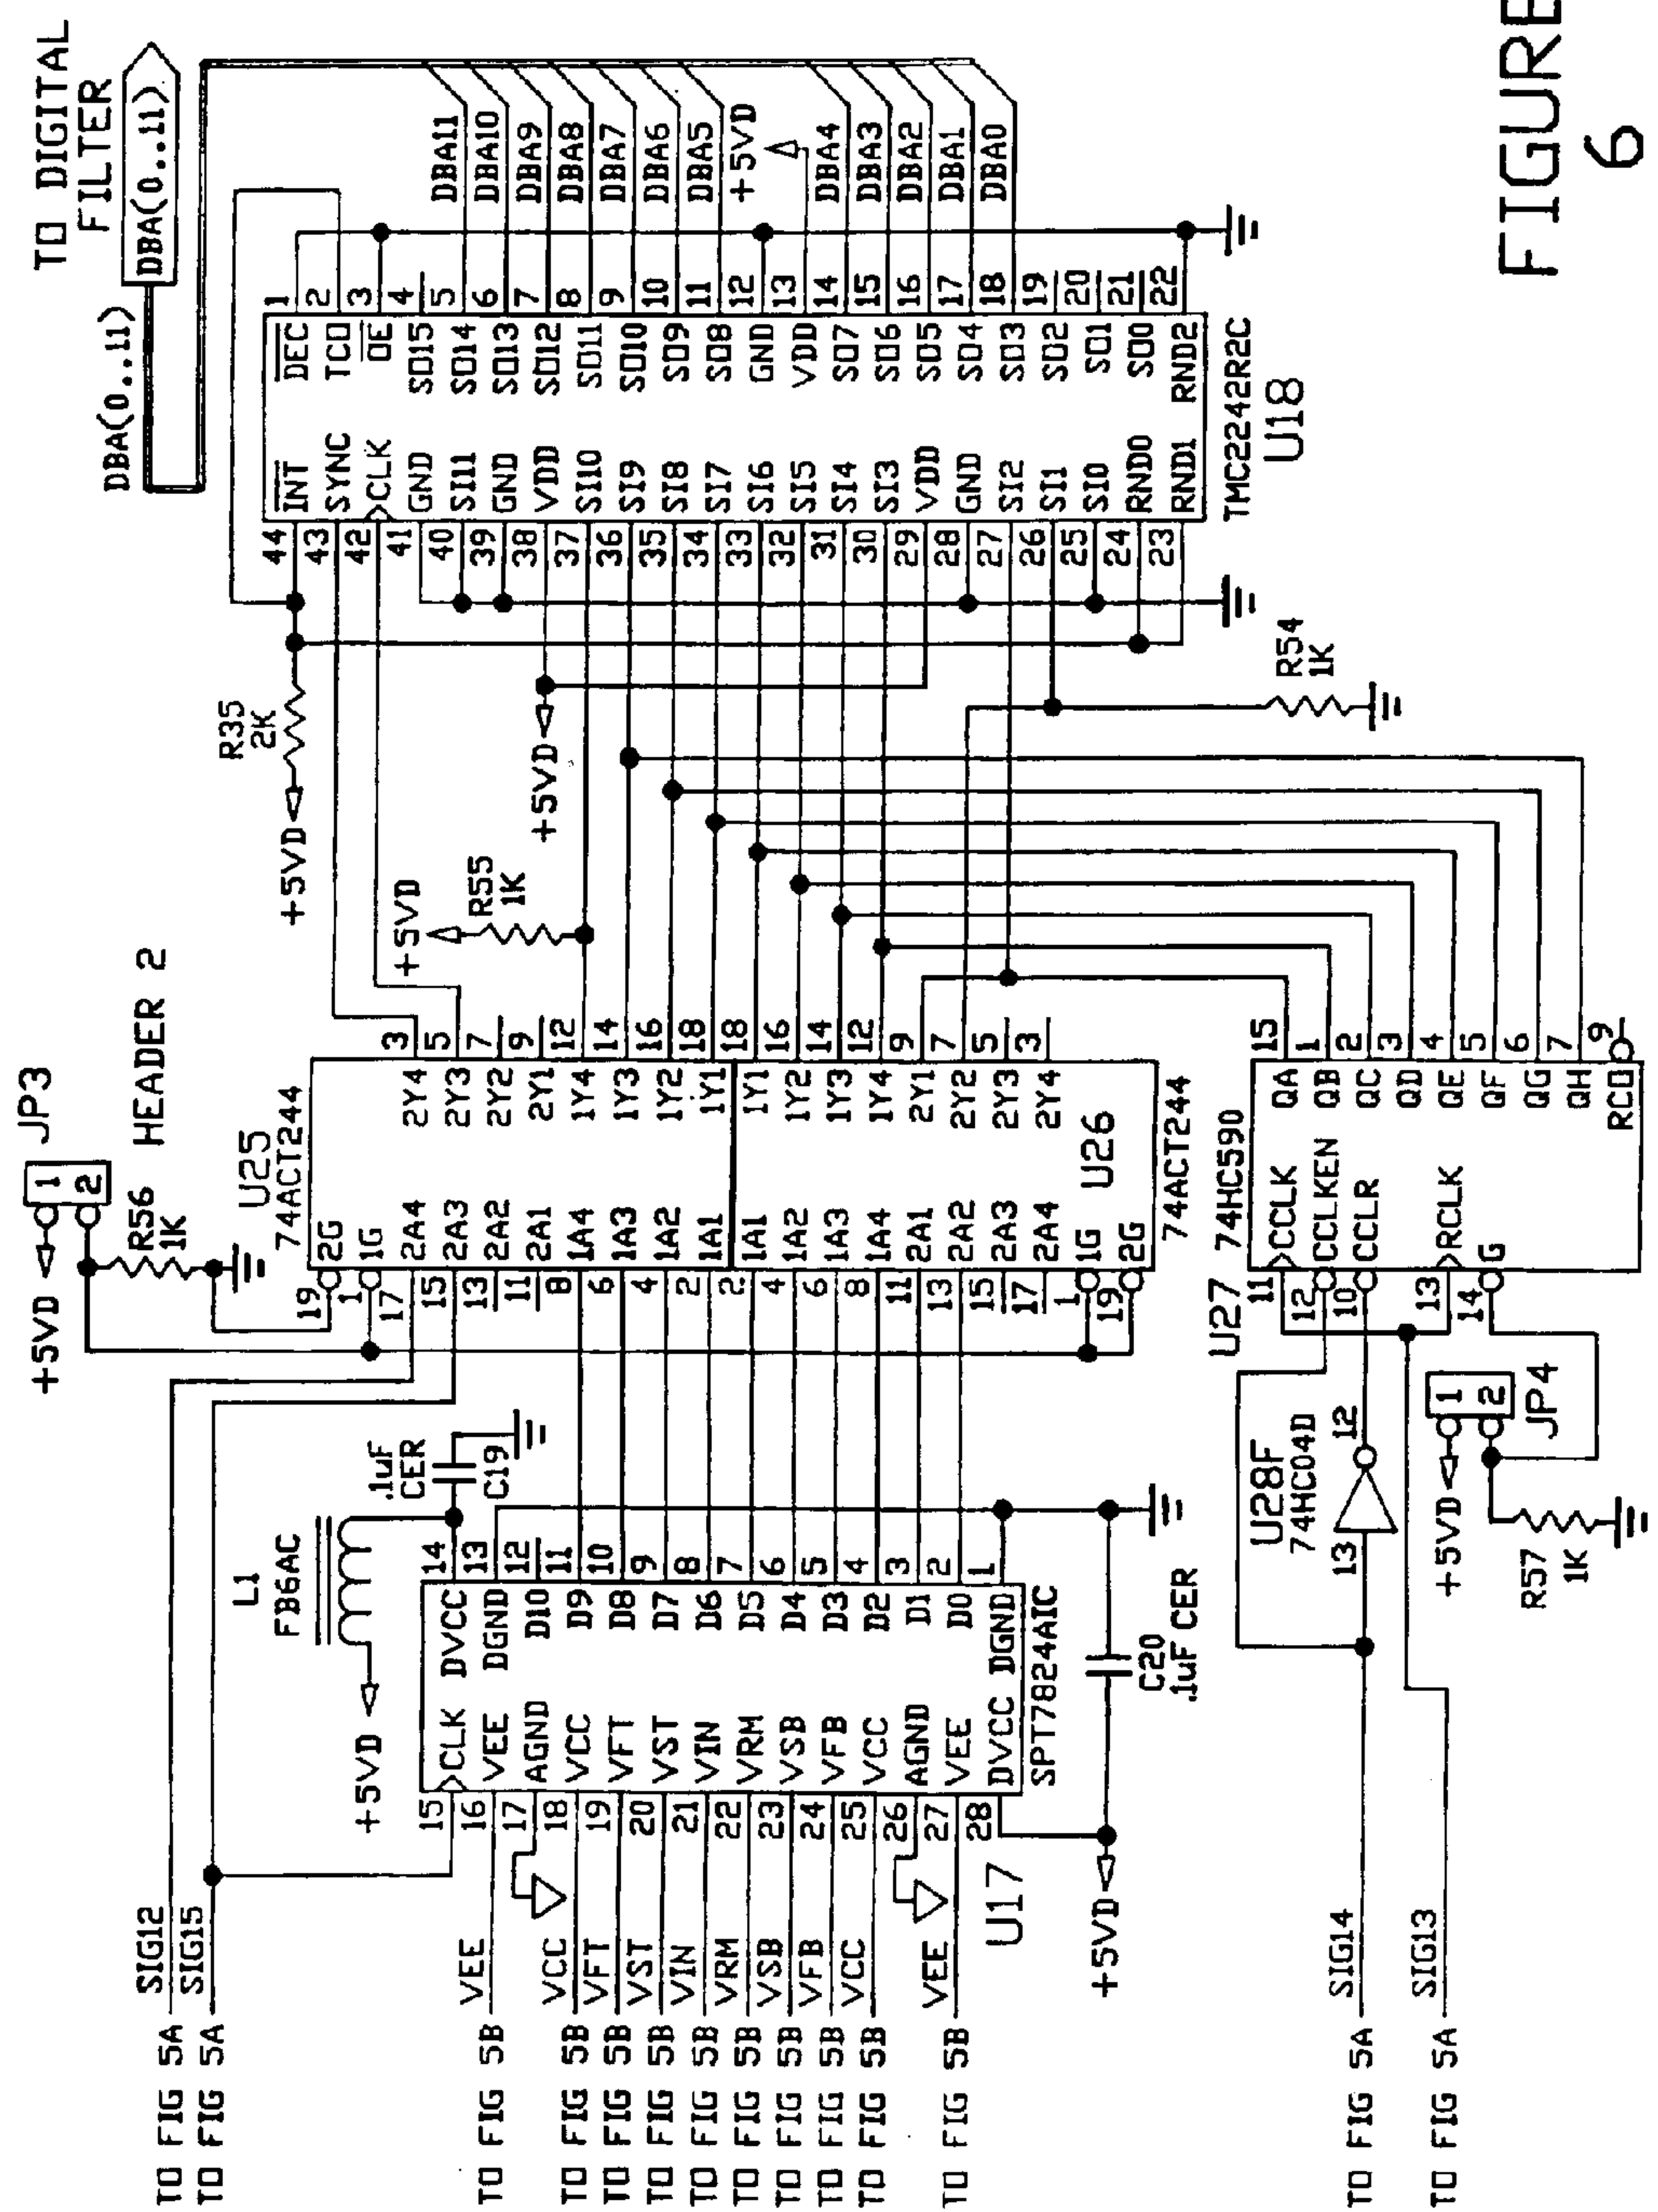 TO DIGITAL
FILTER
DBA(0..11)
DBA(0..11)
FIGURE
6
JP3
+5VD
1
2
HEADER 2
R56
1K
+5VD
R35
2K
+5VD
R55
1K
+5VD
R54
1K
SIG12
TO FIG 5A
SIG15
TO FIG 5A
L1
FB6AC
+5VD
.1uF
CER
C19
TO FIG 5B VEE
TO FIG 5B VCC
TO FIG 5B VFT
TO FIG 5B VST
TO FIG 5B VIN
TO FIG 5B VRM
TO FIG 5B VSB
TO FIG 5B VFB
TO FIG 5B VCC
TO FIG 5B VEE
15 CLK DVCC 14
16 VEE DGND 13
17 AGND D10 12
18 VCC D9 11
19 VFT D8 10
20 VST D7 9
21 VIN D6 8
22 VRM D5 7
23 VSB D4 6
24 VFB D3 5
25 VCC D2 4
26 AGND D1 3
27 VEE D0 2
28 DVCC DGND 1
SPT7824AIC
U17
+5VD
C20
.1uF CER
U25
74ACT244
19 2G
1 1G
17 2A4 2Y4 3
15 2A3 2Y3 5
13 2A2 2Y2 7
11 2A1 2Y1 9
8 1A4 1Y4 12
6 1A3 1Y3 14
4 1A2 1Y2 16
2 1A1 1Y1 18
2 1A1 1Y1 18
4 1A2 1Y2 16
6 1A3 1Y3 14
8 1A4 1Y4 12
11 2A1 2Y1 9
13 2A2 2Y2 7
15 2A3 2Y3 5
17 2A4 2Y4 3
1 1G
19 2G
U26
74ACT244
44 INT DEC 1
43 SYNC TCO 2
42 CLK OE 3
41 GND SO15 4
40 SI11 SO14 5
39 GND SO13 6
38 VDD SO12 7
37 SI10 SO11 8
36 SI9 SO10 9
35 SI8 SO9 10
34 SI7 SO8 11
33 SI6 GND 12
32 SI5 VDD 13
31 SI4 SO7 14
30 SI3 SO6 15
29 VDD SO5 16
28 GND SO4 17
27 SI2 SO3 18
26 SI1 SO2 19
25 SI0 SO1 20
24 RND0 SO0 21
23 RND1 RND2 22
TMC2242R2C
U18
DBA11
DBA10
DBA9
DBA8
DBA7
DBA6
DBA5
+5VD
DBA4
DBA3
DBA2
DBA1
DBA0
U27 74HC590
11 CCLK QA 15
12 CCLKEN QB 1
10 CCLR QC 2
QD 3
13 RCLK QE 4
14 G QF 5
QG 6
QH 7
RCO 9
U28F
74HC04D
13
12
+5VD
1
2
JP4
R57
1K
TO FIG 5A SIG14
TO FIG 5A SIG13